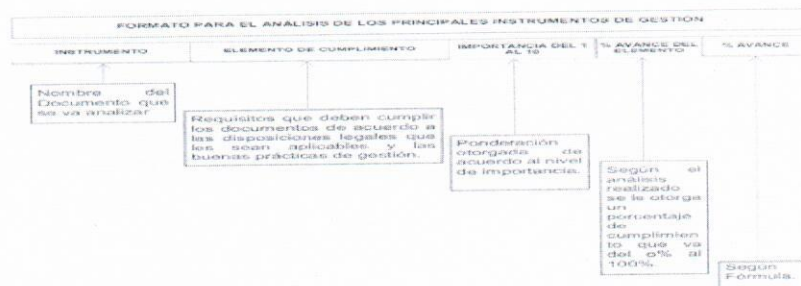 FORMATO PARA EL ANÁLISIS DE LOS PRINCIPALES INSTRUMENTOS DE GESTIÓN
INSTRUMENTO
ELEMENTO DE CUMPLIMIENTO
IMPORTANCIA DEL 1
AL 10
% AVANCE DEL
ELEMENTO
% AVANCE
Nombre del
Documento que
se va analizar
Requisitos que deben cumplir
los documentos de acuerdo a
las disposiciones legales que
les sean aplicables y las
buenas prácticas de gestión.
Ponderación
otorgada de
acuerdo al nivel
de importancia.
Según el
análisis
realizado
se le otorga
un
porcentaje
de
cumplimien
to que va
del 0% al
100%
Según
Fórmula.